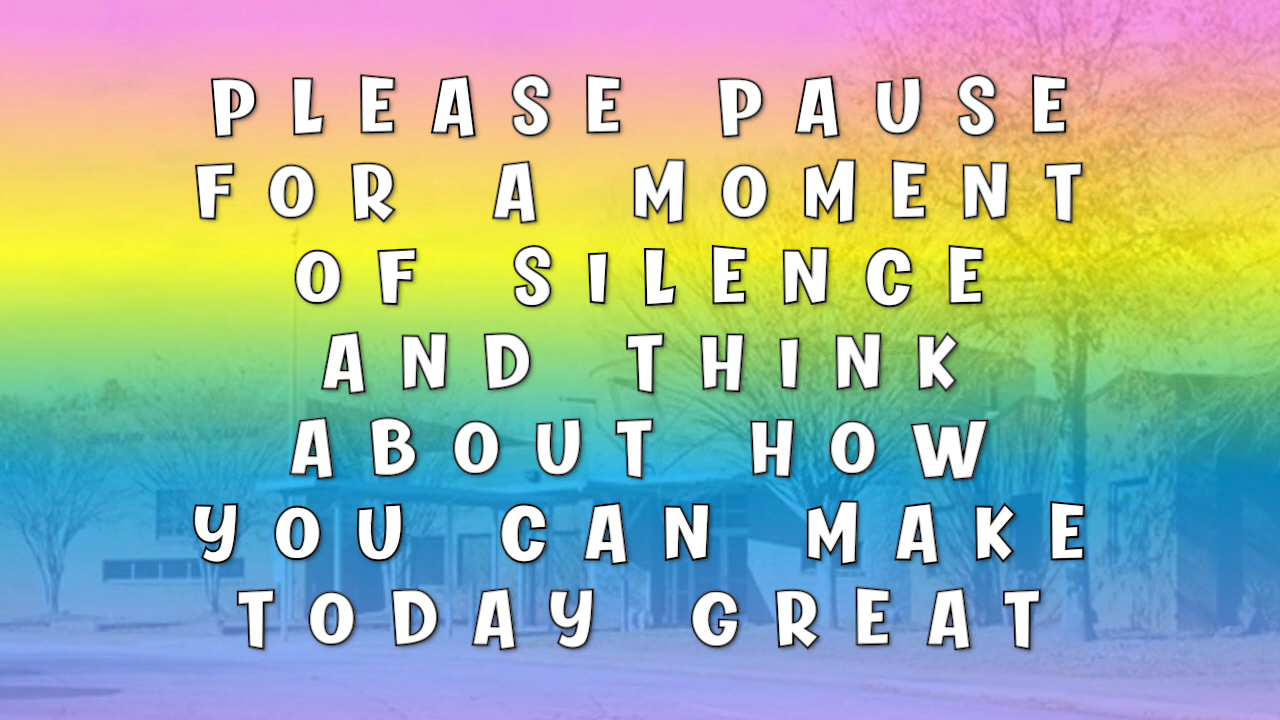 PLEASE PAUSE
FOR A MOMENT
OF SILENCE
AND THINK
ABOUT HOW
YOU CAN MAKE
TODAY GREAT